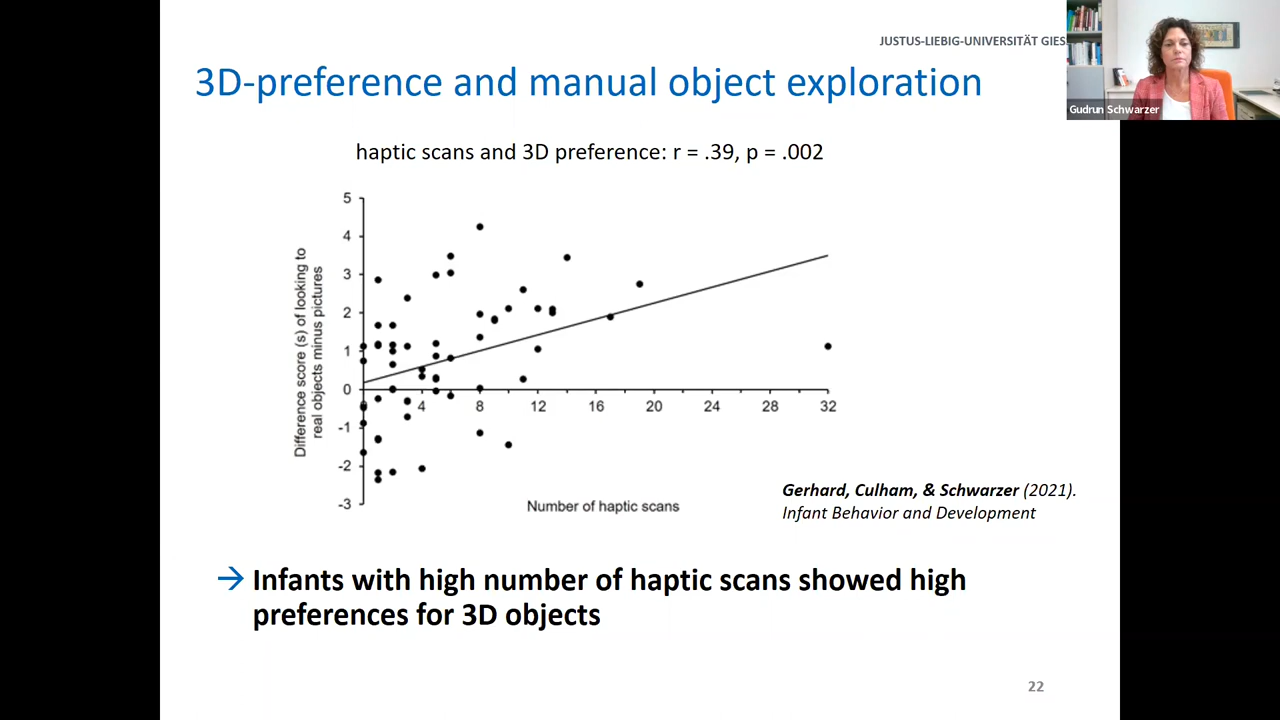 JUSTUS-LIEBIG-UNIVERSITÄT GIES
3D-preference and manual object exploration
Gudrun Schwarzer
haptic scans and 3D preference: r = .39, p = .002
Difference score (s) of looking to
real objects minus pictures
5
4
3
2
1
0
-1
-2
-3
4 8 12 16 20 24 28 32
Number of haptic scans
Gerhard, Culham, & Schwarzer (2021).
Infant Behavior and Development
→ Infants with high number of haptic scans showed high
preferences for 3D objects
22